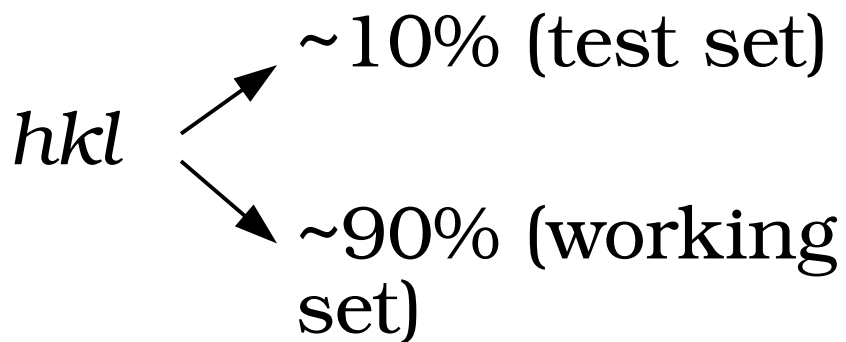 ~10% (test set)
hkl
~90% (working
set)